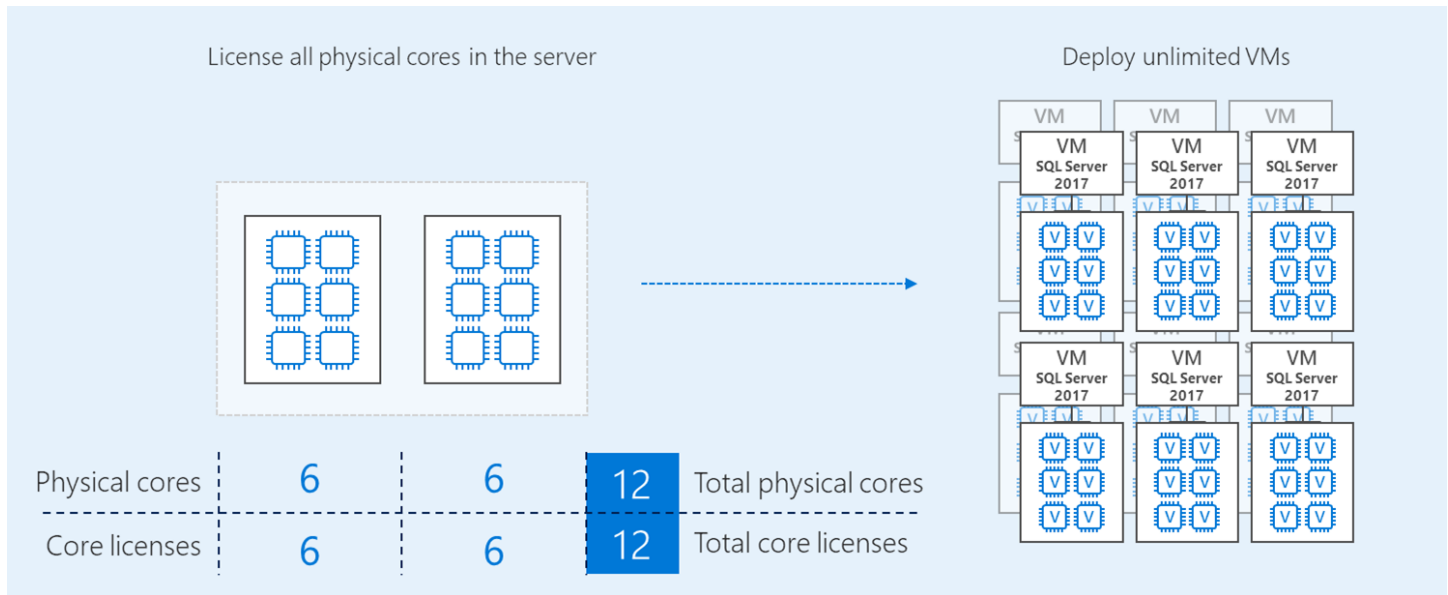 License all physical cores in the server
Deploy unlimited VMs
VM
VM
VM
S
VM
SQL Server
2017
VM
SQL Server
2017
VM
SQL Server
2017
V V
V V
V V
V V
V V
V V
V V
V V
V V
V V
V V
V V
VM
SQL Server
2017
VM
SQL Server
2017
VM
SQL Server
2017
V V
V V
V V
V V
V V
V V
V V
V V
V V
V V
V V
V V
Physical cores 6 6 12 Total physical cores
Core licenses 6 6 12 Total core licenses